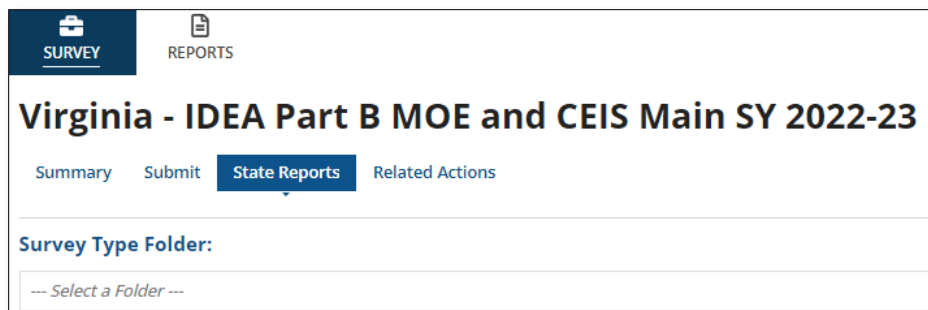 SURVEY REPORTS
Virginia - IDEA Part B MOE and CEIS Main SY 2022-23
Summary Submit State Reports Related Actions
Survey Type Folder:
--- Select a Folder ---